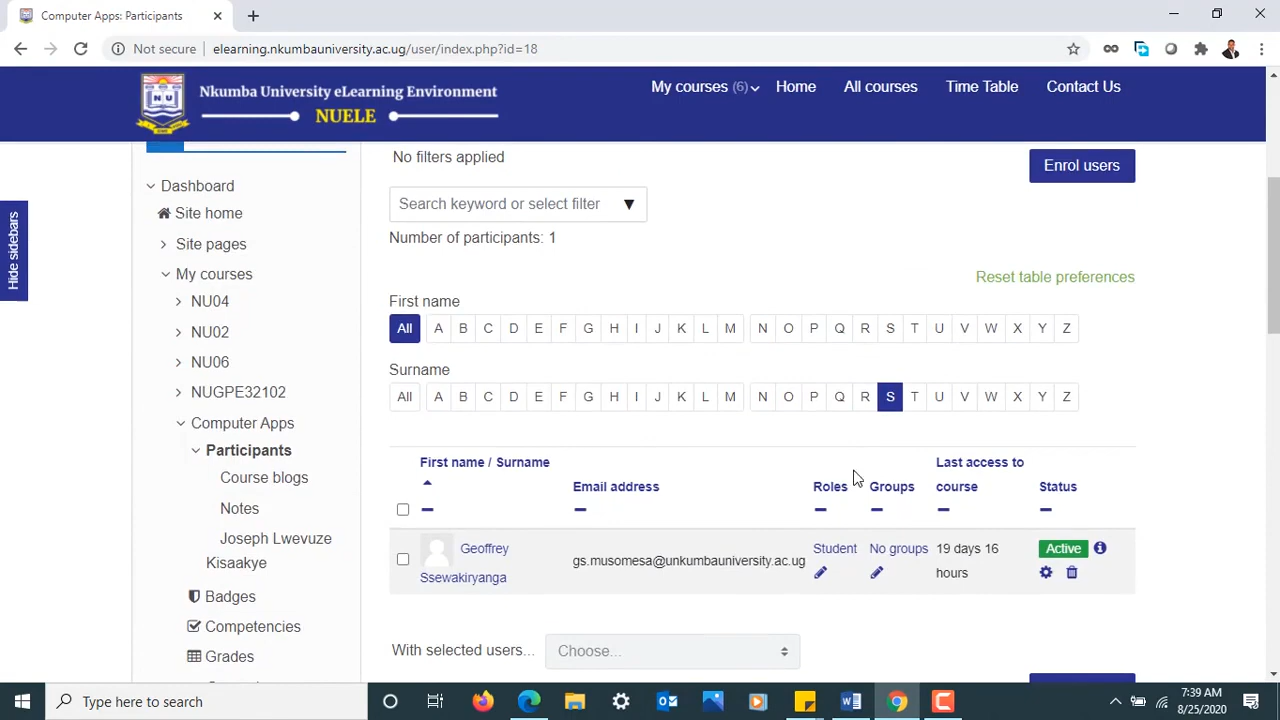 Computer Apps: Participants
Not secure
elearning.nkumbauniversity.ac.ug/user/index.php?id=18
NU
Nkumba University eLearning Environment
NUELE
My courses (6)
Home
All courses
Time Table
Contact Us
Hide sidebars
Dashboard
Site home
Site pages
My courses
NU04
NU02
NU06
NUGPE32102
Computer Apps
Participants
Course blogs
Notes
Joseph Lwevuze
Kisaakye
Badges
Competencies
Grades
No filters applied
Enrol users
Search keyword or select filter ▼
Number of participants: 1
Reset table preferences
First name
All A B C D E F G H I J K L M N O P Q R S T U V W X Y Z
Surname
All A B C D E F G H I J K L M N O P Q R S T U V W X Y Z
First name / Surname
Email address
Roles
Groups
Last access to
course
Status
Geoffrey
Ssewakiryanga
gs.musomesa@unkumbauniversity.ac.ug
Student
No groups
19 days 16
hours
Active
With selected users...
Choose...
Type here to search
7:39 AM
8/25/2020